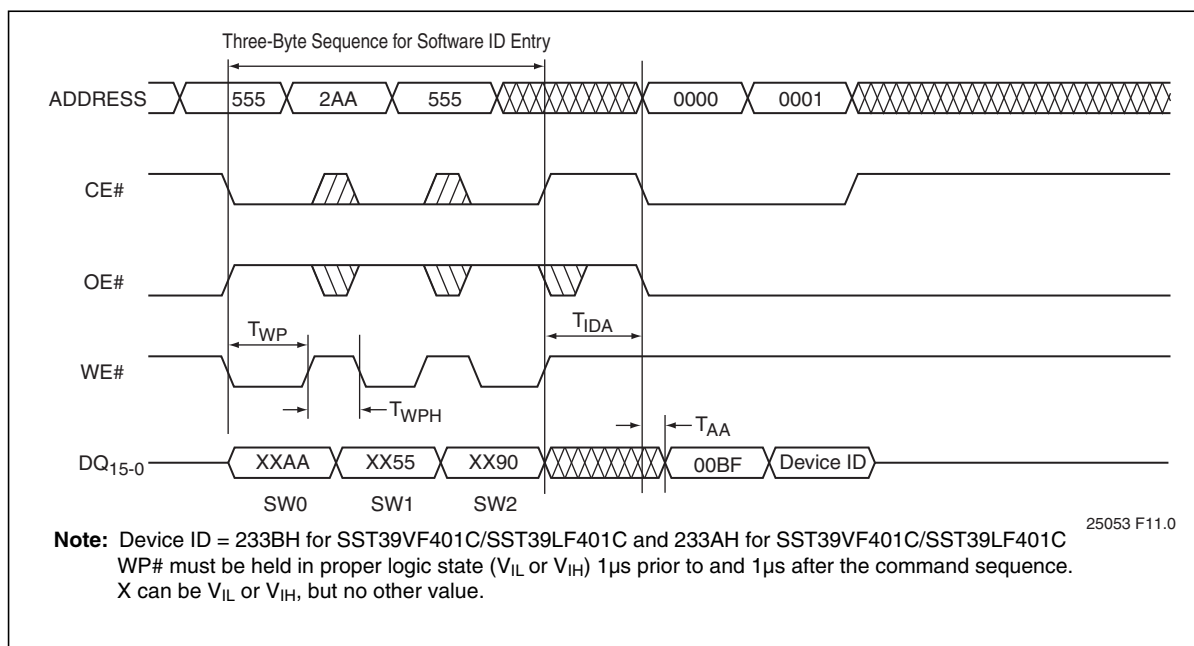 Three-Byte Sequence for Software ID Entry
ADDRESS 555 2AA 555 0000 0001
CE#
OE#
TWP TIDA
WE#
TWPH TAA
DQ15-0 XXAA XX55 XX90 00BF Device ID
SW0 SW1 SW2
25053 F11.0
Note: Device ID = 233BH for SST39VF401C/SST39LF401C and 233AH for SST39VF401C/SST39LF401C
WP# must be held in proper logic state (VIL or VIH) 1µs prior to and 1µs after the command sequence.
X can be VIL or VIH, but no other value.